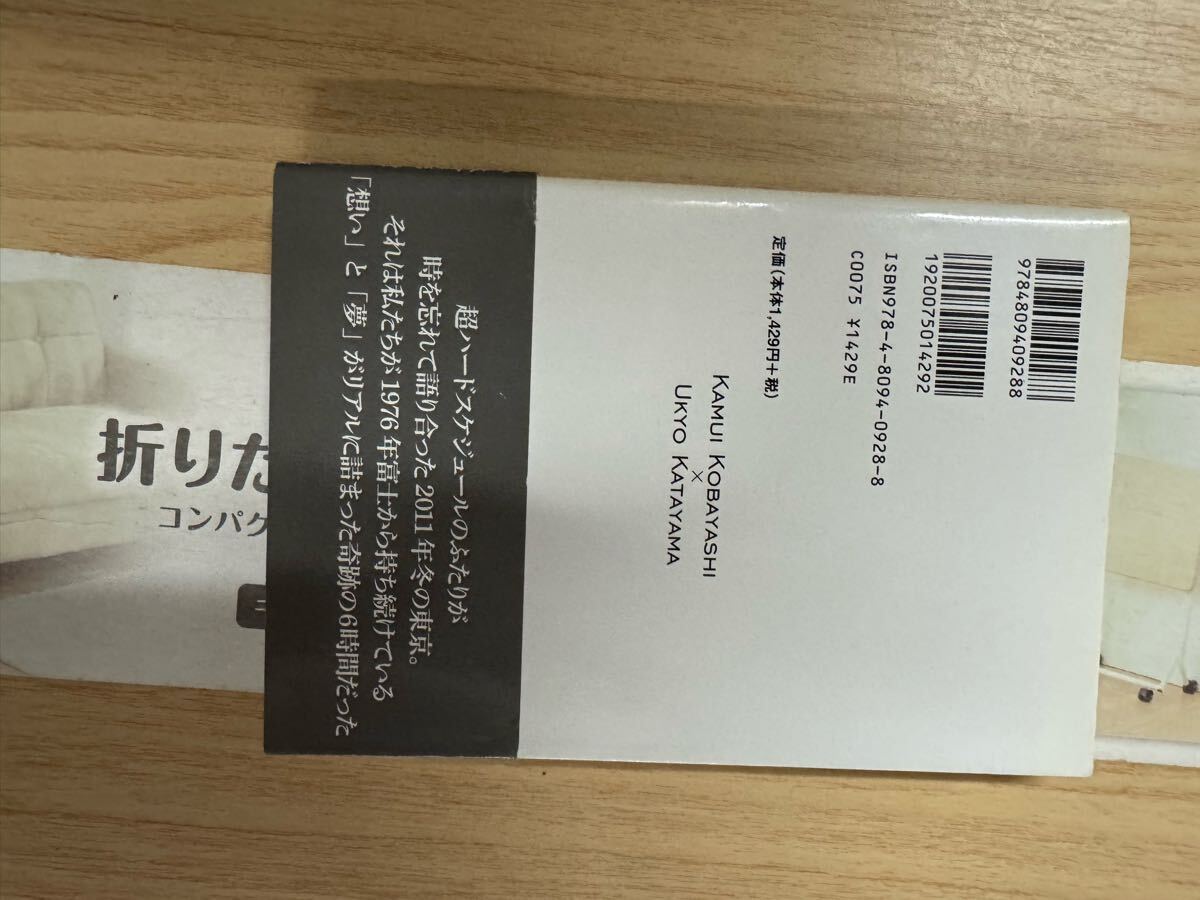 9784809409288
1920075014292
ISBN978-4-8094-0928-8
C0075 ¥1429E
定価(本体1,429円+税)
KAMUI KOBAYASHI
×
UKYO KATAYAMA
超ハードスケジュールのふたりが
時を忘れて語り合った2011年冬の東京。
それは私たちが1976年富士から持ち続けている
「想い」と「夢」がリアルに詰まった奇跡の6時間だった
折りた
コンパク